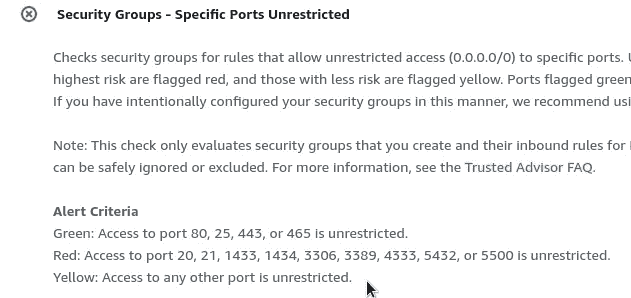 Security Groups - Specific Ports Unrestricted
Checks security groups for rules that allow unrestricted access (0.0.0.0/0) to specific ports.
highest risk are flagged red, and those with less risk are flagged yellow. Ports flagged green
If you have intentionally configured your security groups in this manner, we recommend usi
Note: This check only evaluates security groups that you create and their inbound rules for
can be safely ignored or excluded. For more information, see the Trusted Advisor FAQ.
Alert Criteria
Green: Access to port 80, 25, 443, or 465 is unrestricted.
Red: Access to port 20, 21, 1433, 1434, 3306, 3389, 4333, 5432, or 5500 is unrestricted.
Yellow: Access to any other port is unrestricted.